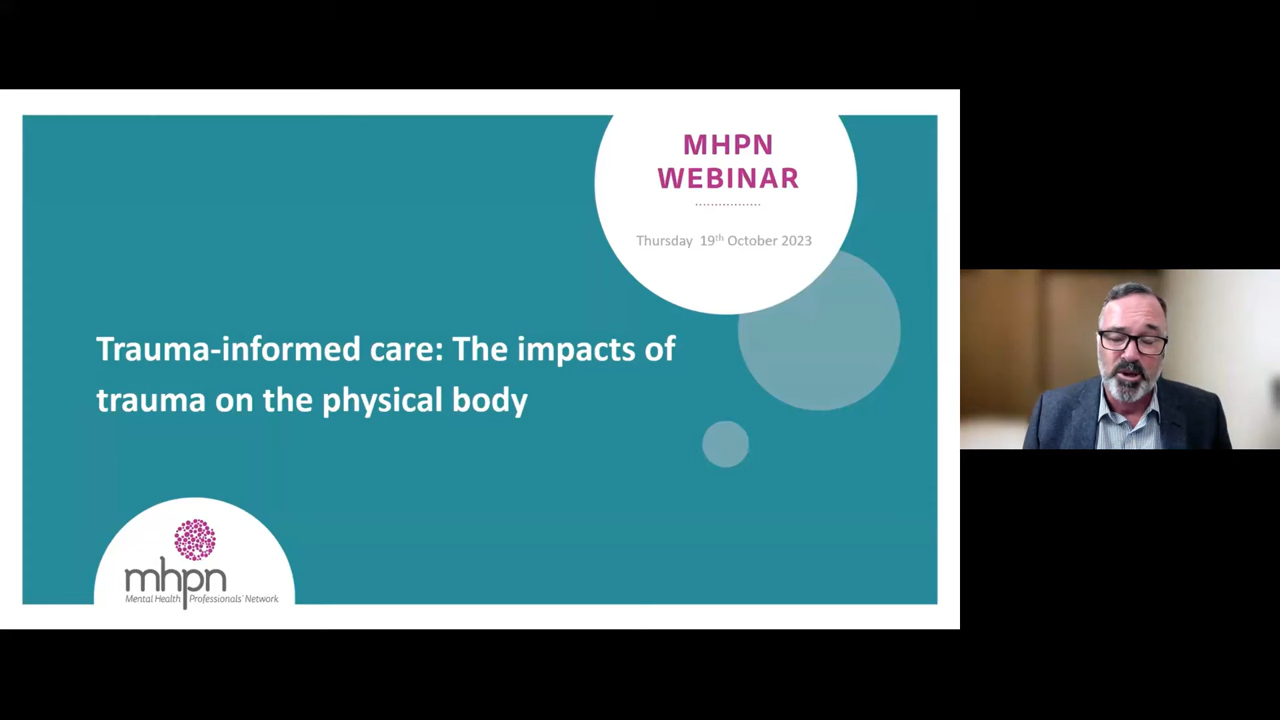 MHPN
WEBINAR
Thursday 19th October 2023
Trauma-informed care: The impacts of
trauma on the physical body
mhpn
Mental Health Professionals' Network